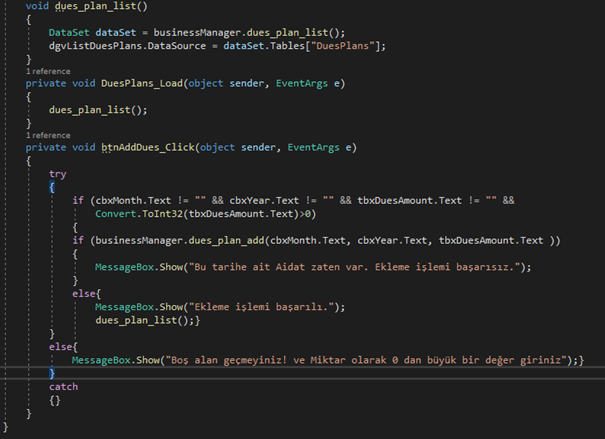 void dues_plan_list()
{
DataSet dataSet = businessManager.dues_plan_list();
dgvListDuesPlans.DataSource = dataSet.Tables["DuesPlans"];
}
1 reference
private void DuesPlans_Load(object sender, EventArgs e)
{
dues_plan_list();
}
1 reference
private void btnAddDues_Click(object sender, EventArgs e)
{
try
{
if (cbxMonth.Text != "" && cbxYear.Text != "" && tbxDuesAmount.Text != "" &&
Convert.ToInt32(tbxDuesAmount.Text)>0)
{
if (businessManager.dues_plan_add(cbxMonth.Text, cbxYear.Text, tbxDuesAmount.Text ))
{
MessageBox.Show("Bu tarihe ait Aidat zaten var. Ekleme işlemi başarısız.");
}
else{
MessageBox.Show("Ekleme işlemi başarılı.");
dues_plan_list();}
}
else{
MessageBox.Show("Boş alan geçmeyiniz! ve Miktar olarak 0 dan büyük bir değer giriniz");}
}
catch
{}
}
}